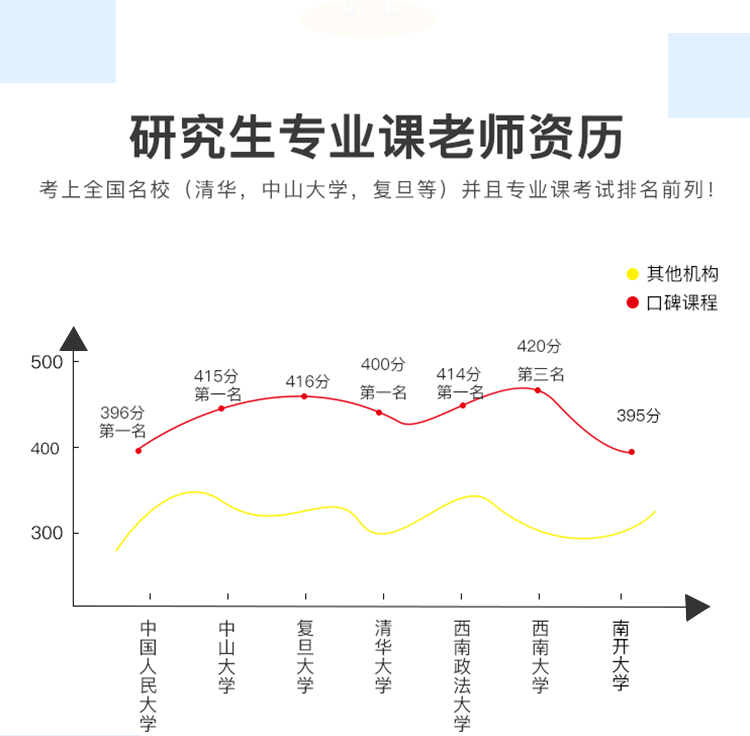 研究生专业课老师资历
考上全国名校（清华，中山大学，复旦等）并且专业课考试排名前列！
其他机构
口碑课程
500
400
300
396分
第一名
415分
第一名
416分
400分
第一名
414分
第一名
420分
第三名
395分
中国人民大学
中山大学
复旦大学
清华大学
西南政法大学
西南大学
南开大学